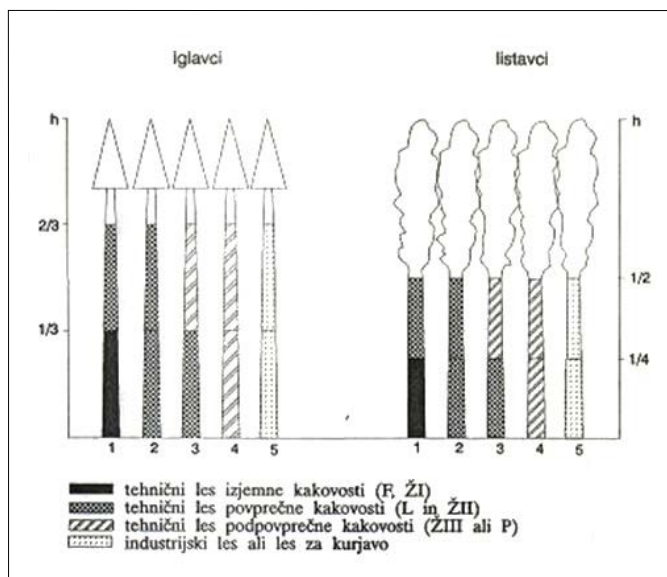 iglavci listavci
h h
2/3
1/2
1/3
1/4
1 2 3 4 5 1 2 3 4 5
tehnični les izjemne kakovosti (F, ŽI)
tehnični les povprečne kakovosti (L in ŽII)
tehnični les podpovprečne kakovosti (ŽIII ali P)
industrijski les ali les za kurjavo